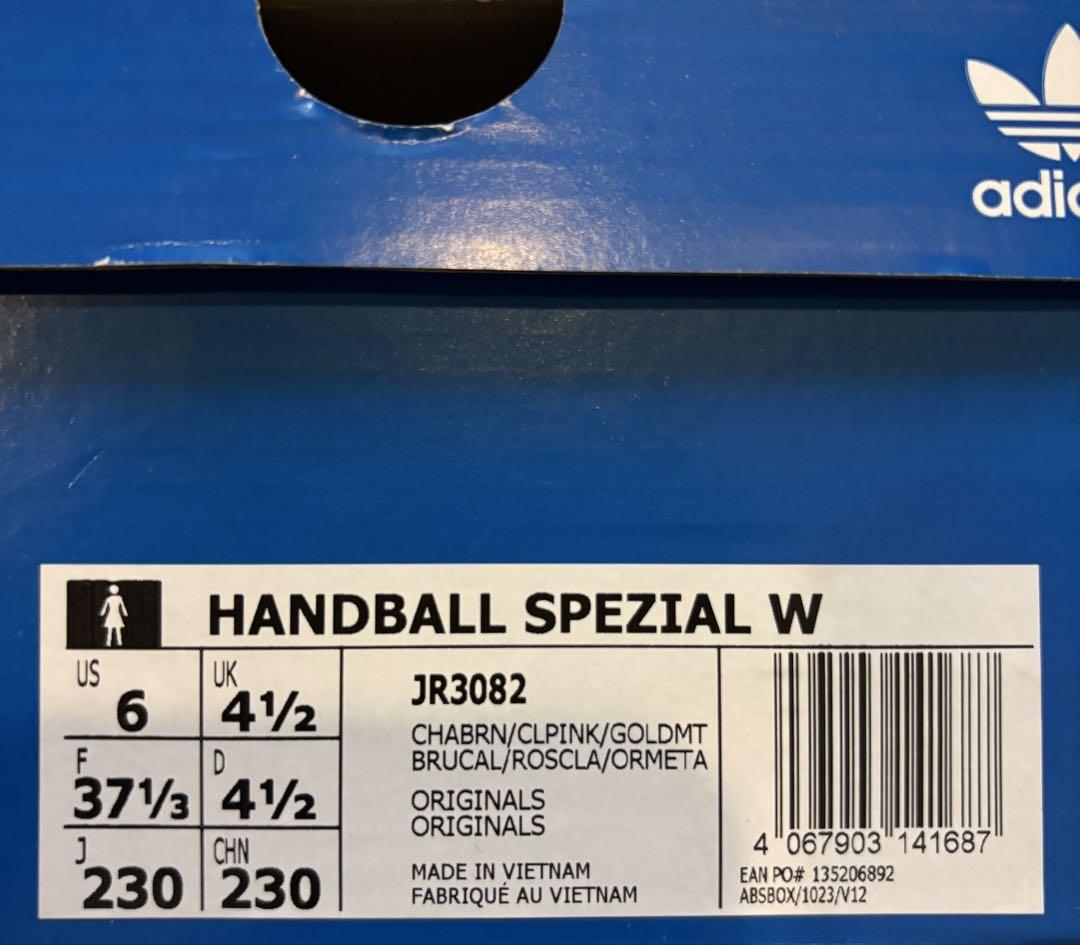 adic
HANDBALL SPEZIAL W
US 6 UK 4½
F 37⅓ D 4½
J 230 CHN 230
JR3082
CHABRN/CLPINK/GOLDMT
BRUCAL/ROSCLA/ORMETA
ORIGINALS
ORIGINALS
MADE IN VIETNAM
FABRIQUÉ AU VIETNAM
4 067903 141687
EAN PO# 135206892
ABSBOX/1023/V12